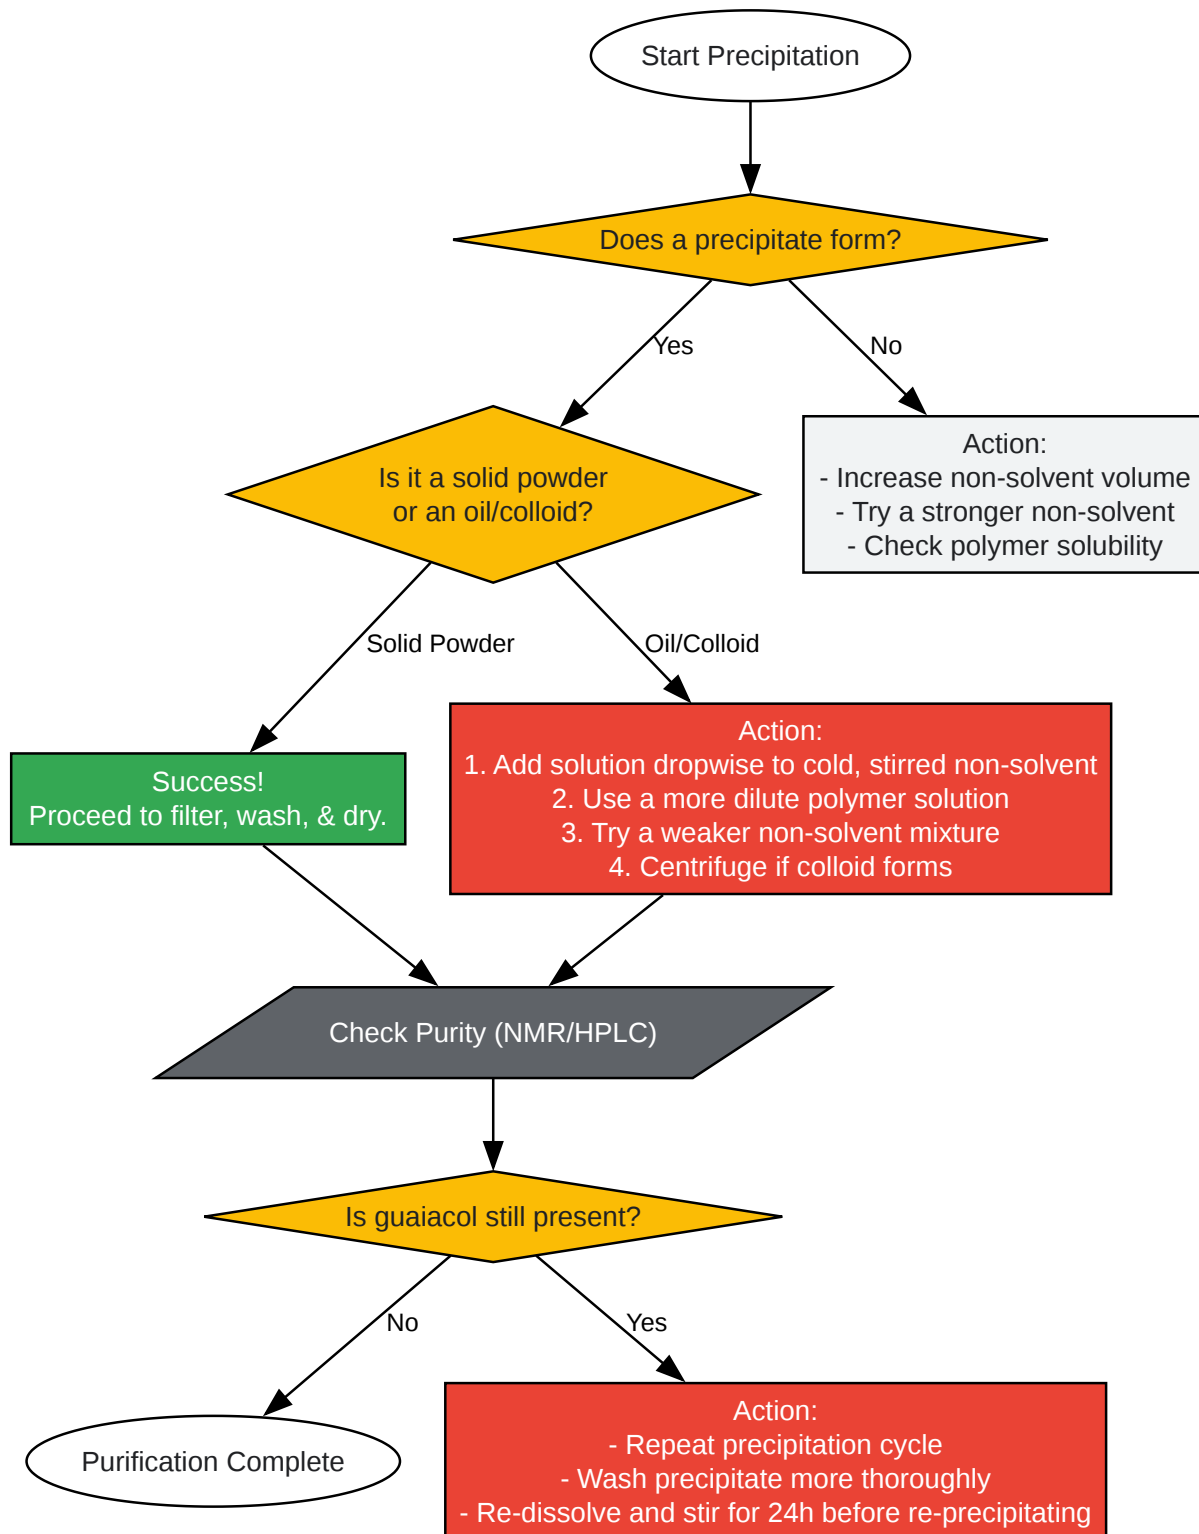 Start Precipitation
Does a precipitate form?
Yes
No
Is it a solid powder
or an oil/colloid?
Action:
- Increase non-solvent volume
- Try a stronger non-solvent
- Check polymer solubility
Solid Powder
Oil/Colloid
Success!
Proceed to filter, wash, & dry.
Action:
1. Add solution dropwise to cold, stirred non-solvent
2. Use a more dilute polymer solution
3. Try a weaker non-solvent mixture
4. Centrifuge if colloid forms
Check Purity (NMR/HPLC)
Is guaiacol still present?
No
Yes
Purification Complete
Action:
- Repeat precipitation cycle
- Wash precipitate more thoroughly
- Re-dissolve and stir for 24h before re-precipitating